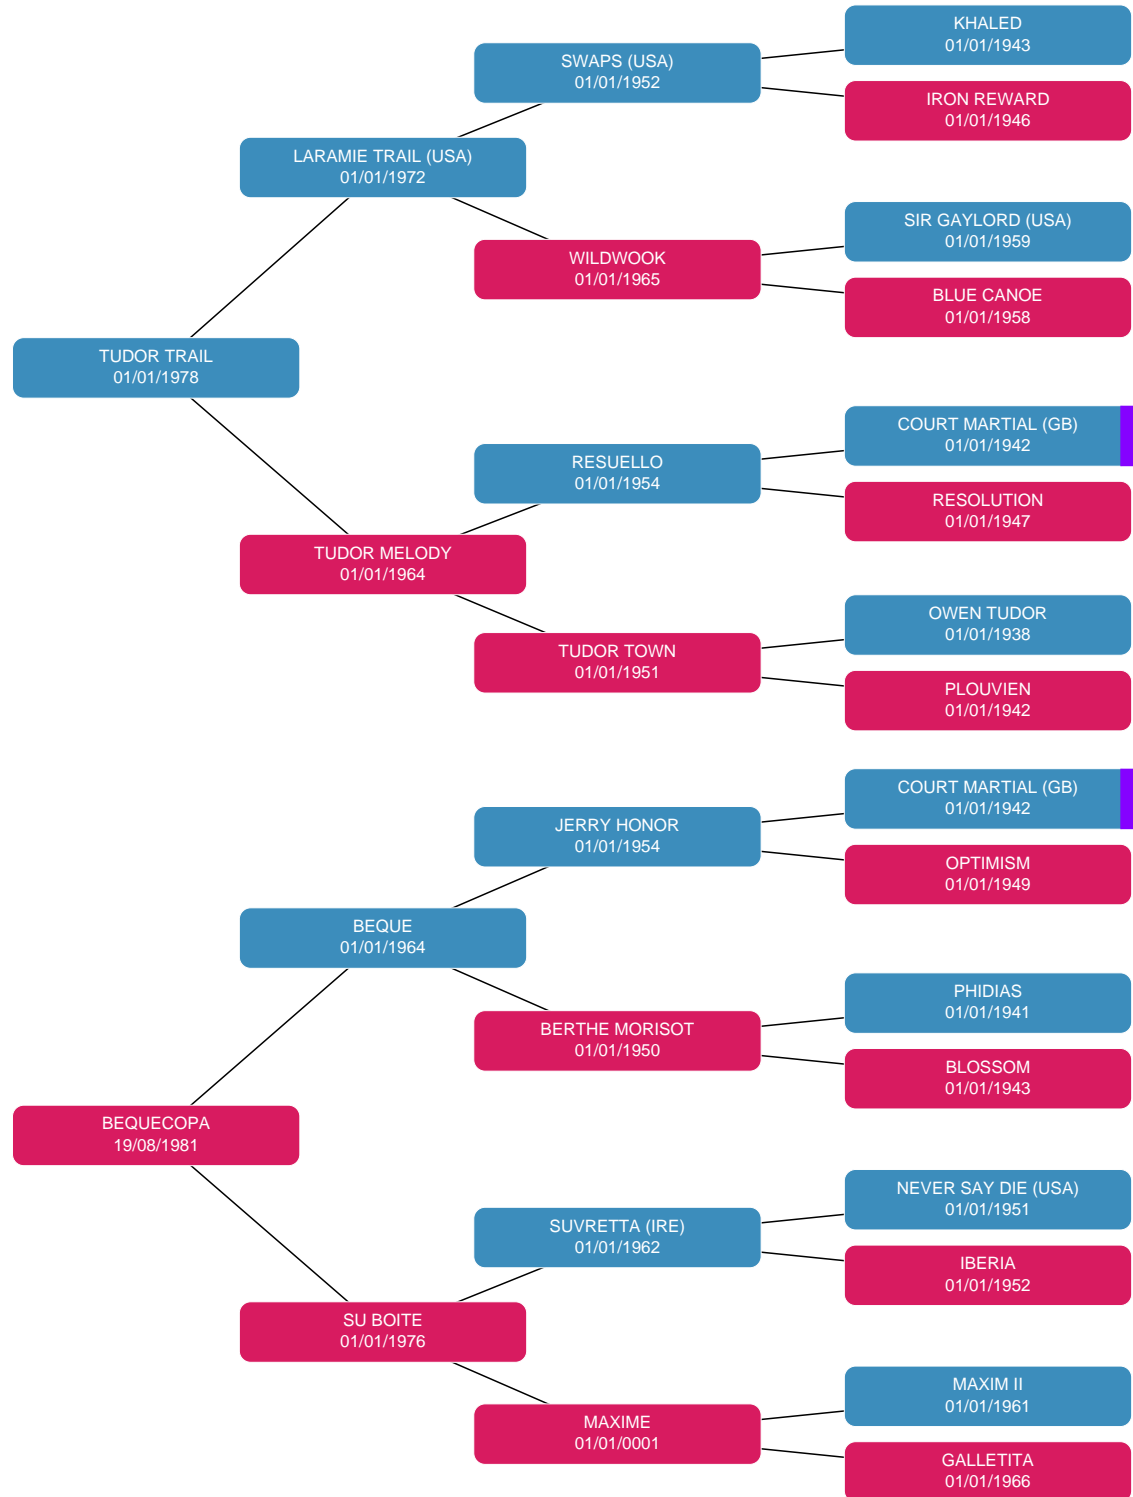 KHALED
01/01/1943
SWAPS (USA)
01/01/1952
IRON REWARD
01/01/1946
LARAMIE TRAIL (USA)
01/01/1972
SIR GAYLORD (USA)
01/01/1959
WILDWOOK
01/01/1965
BLUE CANOE
01/01/1958
TUDOR TRAIL
01/01/1978
COURT MARTIAL (GB)
01/01/1942
RESUELLO
01/01/1954
RESOLUTION
01/01/1947
TUDOR MELODY
01/01/1964
OWEN TUDOR
01/01/1938
TUDOR TOWN
01/01/1951
PLOUVIEN
01/01/1942
COURT MARTIAL (GB)
01/01/1942
JERRY HONOR
01/01/1954
OPTIMISM
01/01/1949
BEQUE
01/01/1964
PHIDIAS
01/01/1941
BERTHE MORISOT
01/01/1950
BLOSSOM
01/01/1943
BEQUECOPA
19/08/1981
NEVER SAY DIE (USA)
01/01/1951
SUVRETTA (IRE)
01/01/1962
IBERIA
01/01/1952
SU BOITE
01/01/1976
MAXIM II
01/01/1961
MAXIME
01/01/0001
GALLETITA
01/01/1966